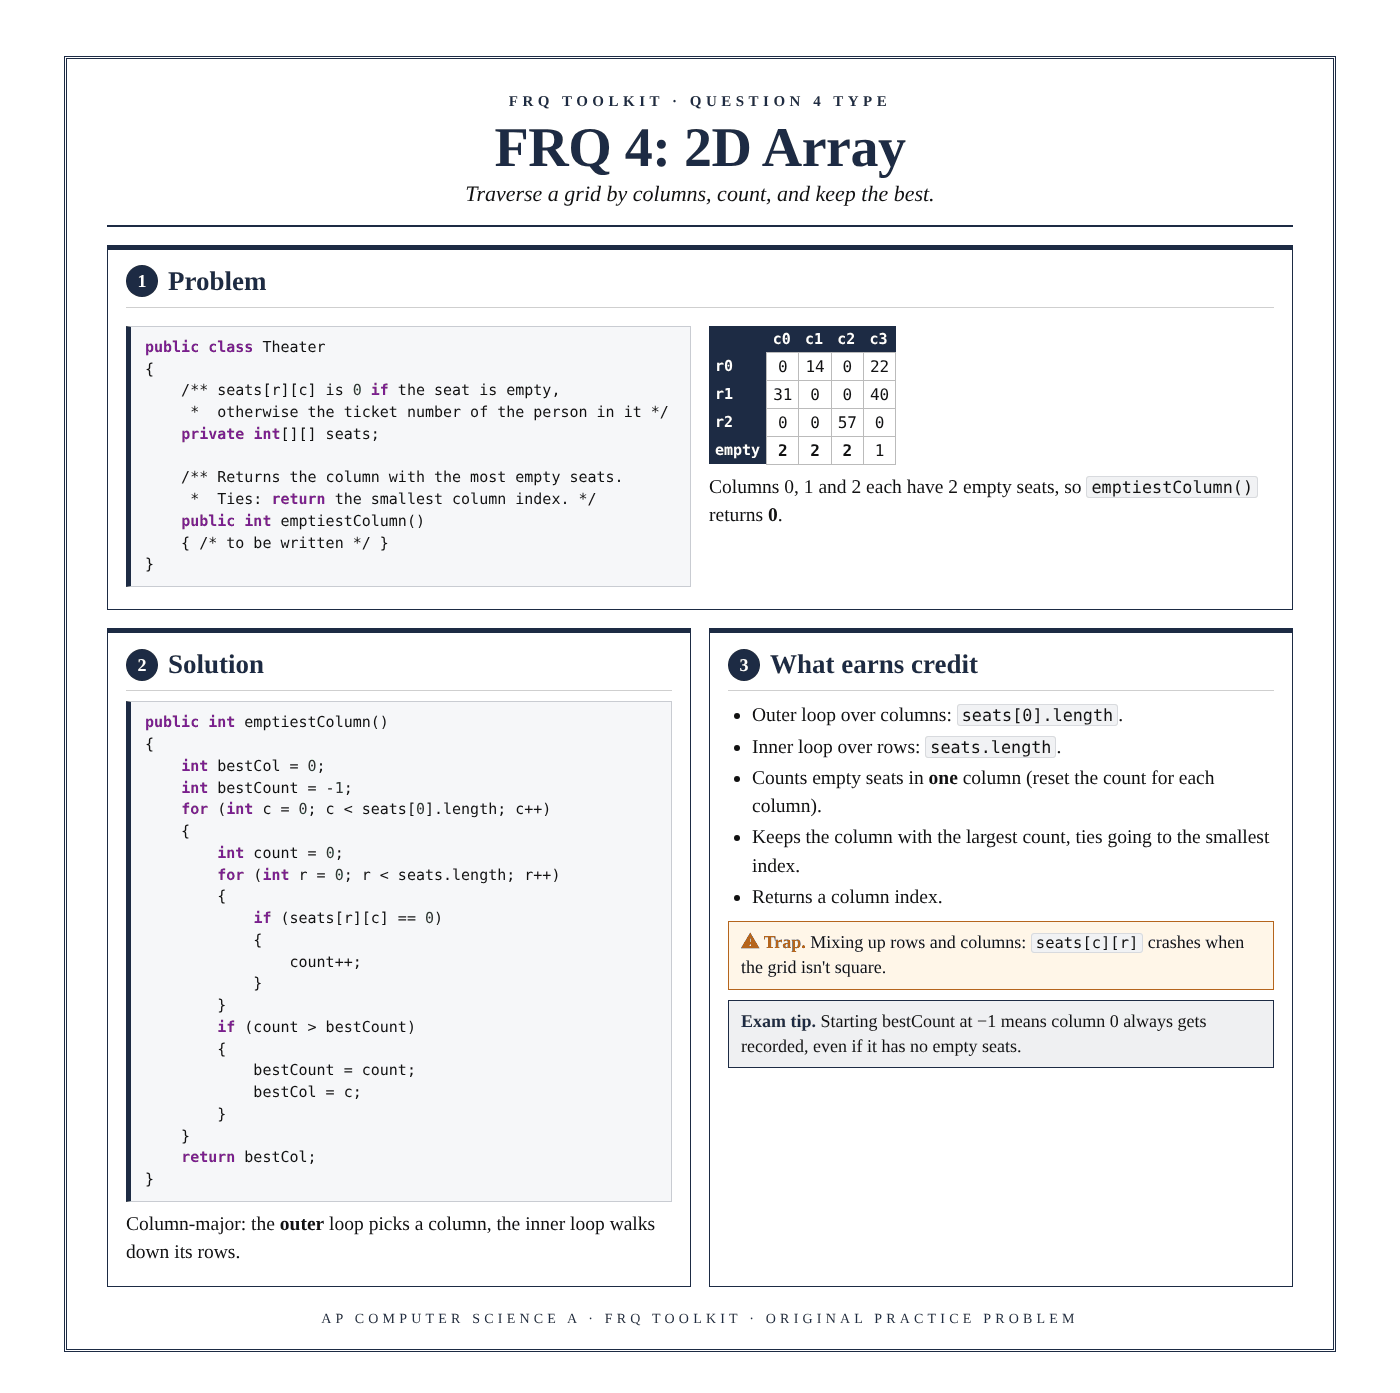 FRQ TOOLKIT · QUESTION 4 TYPE
FRQ 4: 2D Array
Traverse a grid by columns, count, and keep the best.
1 Problem
public class Theater
{
    /** seats[r][c] is 0 if the seat is empty,
     *  otherwise the ticket number of the person in it */
    private int[][] seats;

    /** Returns the column with the most empty seats.
     *  Ties: return the smallest column index. */
    public int emptiestColumn()
    { /* to be written */ }
}
c0 c1 c2 c3
r0 0 14 0 22
r1 31 0 0 40
r2 0 0 57 0
empty 2 2 2 1
Columns 0, 1 and 2 each have 2 empty seats, so emptiestColumn()
returns 0.
2 Solution
public int emptiestColumn()
{
    int bestCol = 0;
    int bestCount = -1;
    for (int c = 0; c < seats[0].length; c++)
    {
        int count = 0;
        for (int r = 0; r < seats.length; r++)
        {
            if (seats[r][c] == 0)
            {
                count++;
            }
        }
        if (count > bestCount)
        {
            bestCount = count;
            bestCol = c;
        }
    }
    return bestCol;
}
Column-major: the outer loop picks a column, the inner loop walks
down its rows.
3 What earns credit
• Outer loop over columns: seats[0].length.
• Inner loop over rows: seats.length.
• Counts empty seats in one column (reset the count for each
column).
• Keeps the column with the largest count, ties going to the smallest
index.
• Returns a column index.
⚠ Trap. Mixing up rows and columns: seats[c][r] crashes when
the grid isn't square.
Exam tip. Starting bestCount at −1 means column 0 always gets
recorded, even if it has no empty seats.
AP COMPUTER SCIENCE A · FRQ TOOLKIT · ORIGINAL PRACTICE PROBLEM